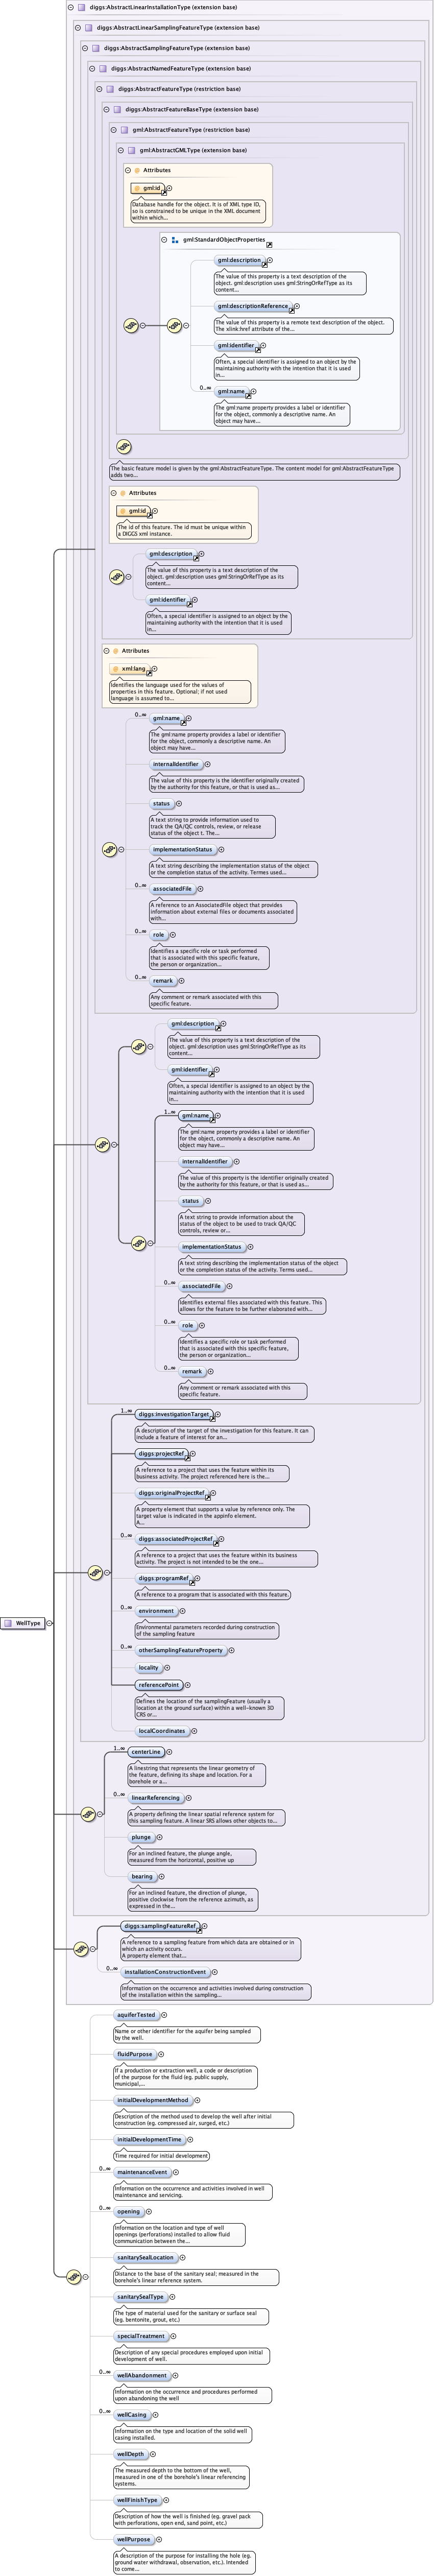 diggs:AbstractLinearInstallationType (extension base)
diggs:AbstractLinearSamplingFeatureType (extension base)
diggs:AbstractSamplingFeatureType (extension base)
diggs:AbstractNamedFeatureType (extension base)
diggs:AbstractFeatureType (restriction base)
diggs:AbstractFeatureBaseType (extension base)
gml:AbstractFeatureType (restriction base)
gml:AbstractGMLType (extension base)
Attributes
gml:id
Database handle for the object. It is of XML type ID,
so is constrained to be unique in the XML document
within which...
gml:StandardObjectProperties
gml:description
The value of this property is a text description of the
object. gml:description uses gml:StringOrRefType as its
content...
gml:descriptionReference
The value of this property is a remote text description of the object.
The xlink:href attribute of the...
gml:identifier
Often, a special identifier is assigned to an object by the
maintaining authority with the intention that it is used
in...
0..∞
gml:name
The gml:name property provides a label or identifier
for the object, commonly a descriptive name. An
object may have...
The basic feature model is given by the gml:AbstractFeatureType. The content model for gml:AbstractFeatureType
adds two...
Attributes
gml:id
The id of this feature. The id must be unique within
a DIGGS xml instance.
gml:description
The value of this property is a text description of the
object. gml:description uses gml:StringOrRefType as its
content...
gml:identifier
Often, a special identifier is assigned to an object by the
maintaining authority with the intention that it is used
in...
Attributes
xml:lang
Identifies the language used for the values of
properties in this feature. Optional; if not used
language is assumed to...
0..∞
gml:name
The gml:name property provides a label or identifier
for the object, commonly a descriptive name. An
object may have...
internalIdentifier
The value of this property is the identifier originally created
by the authority for this feature, or that is used as...
status
A text string to provide information used to
track the QA/QC controls, review, or release
status of the object t. The...
implementationStatus
A text string describing the implementation status of the object
or the completion status of the activity. Termes used...
0..∞
associatedFile
A reference to an AssociatedFile object that provides
information about external files or documents associated
with...
0..∞
role
Identifies a specific role or task performed
that is associated with this specific feature,
the person or organization...
0..∞
remark
Any comment or remark associated with this
specific feature.
gml:description
The value of this property is a text description of the
object. gml:description uses gml:StringOrRefType as its
content...
gml:identifier
Often, a special identifier is assigned to an object by the
maintaining authority with the intention that it is used
in...
1..∞
gml:name
The gml:name property provides a label or identifier
for the object, commonly a descriptive name. An
object may have...
internalIdentifier
The value of this property is the identifier originally created
by the authority for this feature, or that is used as...
status
A text string to provide information about the
status of the object to be used to track QA/QC
controls, review or...
implementationStatus
A text string describing the implementation status of the object
or the completion status of the activity. Terms used...
0..∞
associatedFile
Identifies external files associated with this feature. This
allows for the feature to be further elaborated with...
0..∞
role
Identifies a specific role or task performed
that is associated with this specific feature,
the person or organization...
0..∞
remark
Any comment or remark associated with this
specific feature.
1..∞
diggs:investigationTarget
A description of the target of the investigation for this feature. It can
include a feature of interest for an...
diggs:projectRef
A reference to a project that uses the feature within its
business activity. The project referenced here is the...
diggs:originalProjectRef
A property element that supports a value by reference only. The
target value is indicated in the appinfo element.
A...
0..∞
diggs:associatedProjectRef
A reference to a project that uses the feature within its business
activity. The project is not intended to be the one...
diggs:programRef
A reference to a program that is associated with this feature.
0..∞
environment
Environmental parameters recorded during construction
of the sampling feature
0..∞
otherSamplingFeatureProperty
locality
referencePoint
Defines the location of the samplingFeature (usually a
location at the ground surface) within a well-known 3D
CRS or...
localCoordinates
WellType
1..∞
centerLine
A linestring that represents the linear geometry of
the feature, defining its shape and location. For a
borehole or a...
0..∞
linearReferencing
A property defining the linear spatial reference system for
this sampling feature. A linear SRS allows other objects to...
plunge
For an inclined feature, the plunge angle,
measured from the horizontal, positive up
bearing
For an inclined feature, the direction of plunge,
positive clockwise from the reference azimuth, as
expressed in the...
diggs:samplingFeatureRef
A reference to a sampling feature from which data are obtained or in
which an activity occurs.
A property element that...
0..∞
installationConstructionEvent
Information on the occurrence and activities involved during construction
of the installation within the sampling...
aquiferTested
Name or other identifier for the aquifer being sampled
by the well.
fluidPurpose
If a production or extraction well, a code or description
of the purpose for the fluid (eg. public supply,
municipal,...
initialDevelopmentMethod
Description of the method used to develop the well after initial
construction (eg. compressed air, surged, etc.)
initialDevelopmentTime
Time required for initial development
0..∞
maintenanceEvent
Information on the occurrence and activities involved in well
maintenance and servicing.
0..∞
opening
Information on the location and type of well
openings (perforations) installed to allow fluid
communication between the...
sanitarySealLocation
Distance to the base of the sanitary seal; measured in the
borehole's linear reference system.
sanitarySealType
The type of material used for the sanitary or surface seal
(eg. bentonite, grout, etc.)
specialTreatment
Description of any special procedures employed upon initial
development of well.
0..∞
wellAbandonment
Information on the occurrence and procedures performed
upon abandoning the well
0..∞
wellCasing
Information on the type and location of the solid well
casing installed.
wellDepth
The measured depth to the bottom of the well,
measured in one of the borehole's linear referencing
systems.
wellFinishType
Description of how the well is finished (eg. gravel pack
with perforations, open end, sand point, etc.)
wellPurpose
A description of the purpose for installing the hole (eg.
ground water withdrawal, observation, etc.). Intended
to come...